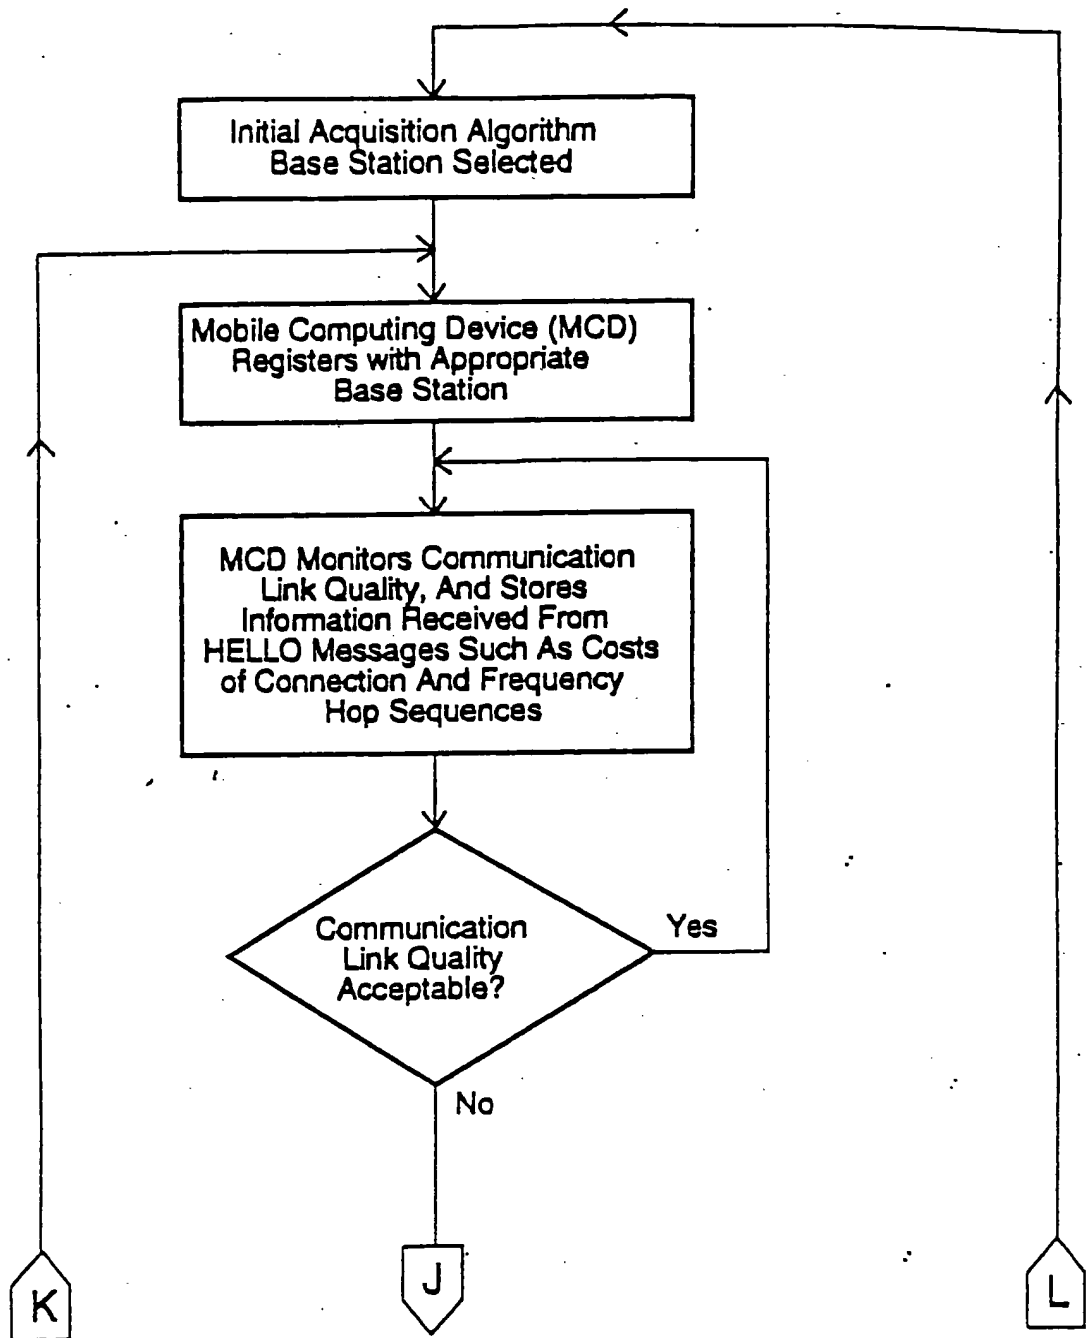 Initial Acquisition Algorithm
Base Station Selected
Mobile Computing Device (MCD)
Registers with Appropriate
Base Station
MCD Monitors Communication
Link Quality, And Stores
Information Received From
HELLO Messages Such As Costs
of Connection And Frequency
Hop Sequences
Communication
Link Quality
Acceptable?
Yes
No
K
J
L